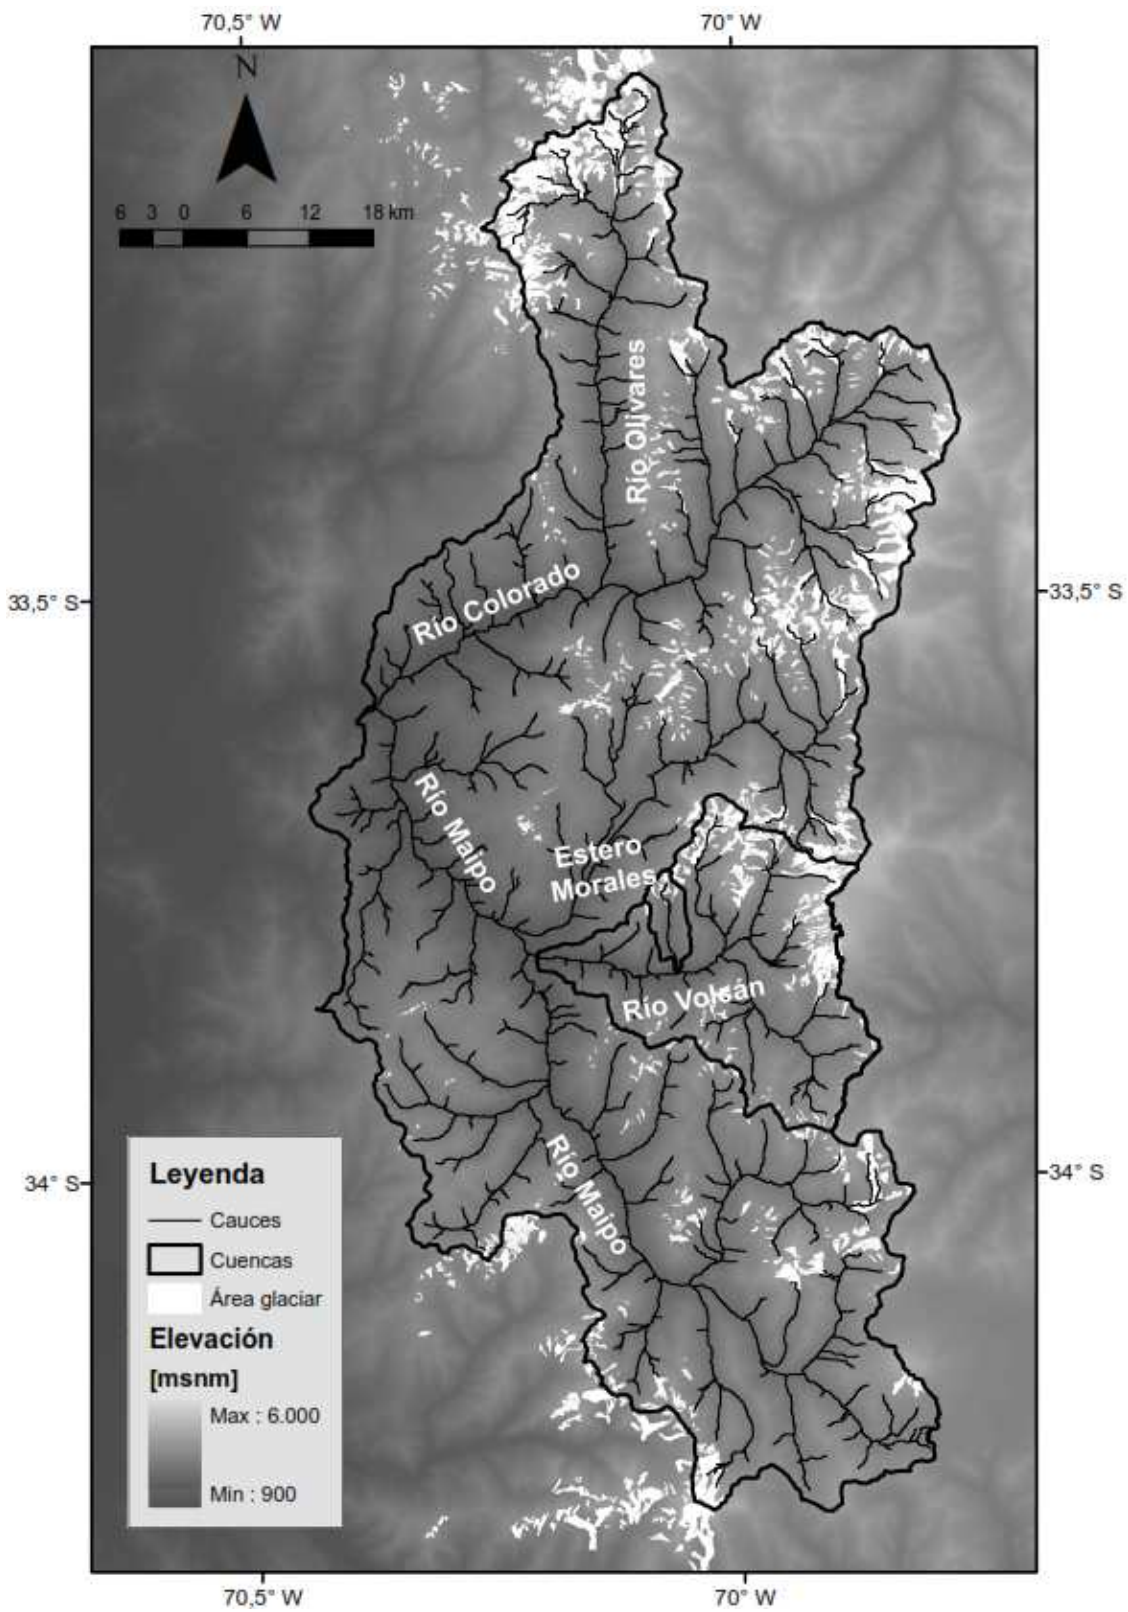 70,5° W
70° W
N
6 3 0 6 12 18 km
Río Olivares
Río Colorado
33,5° S
33,5° S
Río Maipo
Estero
Morales
Río Volcán
Río Maipo
34° S
34° S
Leyenda
Cauces
Cuencas
Área glaciar
Elevación
[msnm]
Max : 6.000
Min : 900
70,5° W
70° W